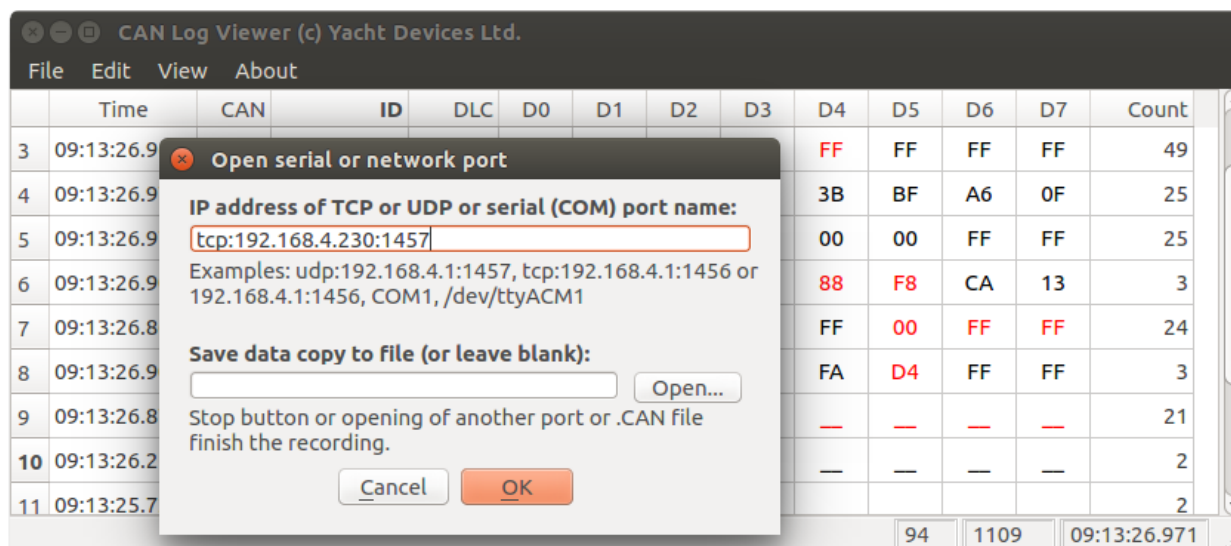 CAN Log Viewer (c) Yacht Devices Ltd.
File Edit View About
Time CAN ID DLC D0 D1 D2 D3 D4 D5 D6 D7 Count
3 09:13:26.9 FF FF FF FF 49
4 09:13:26.9 3B BF A6 0F 25
5 09:13:26.9 00 00 FF FF 25
6 09:13:26.9 88 F8 CA 13 3
7 09:13:26.8 FF 00 FF FF 24
8 09:13:26.9 FA D4 FF FF 3
9 09:13:26.8 __ __ __ __ 21
10 09:13:26.2 __ __ __ __ 2
11 09:13:25.7 2
Open serial or network port
IP address of TCP or UDP or serial (COM) port name:
tcp:192.168.4.230:1457
Examples: udp:192.168.4.1:1457, tcp:192.168.4.1:1456 or
192.168.4.1:1456, COM1, /dev/ttyACM1
Save data copy to file (or leave blank):
Open...
Stop button or opening of another port or .CAN file
finish the recording.
Cancel OK
94 1109 09:13:26.971